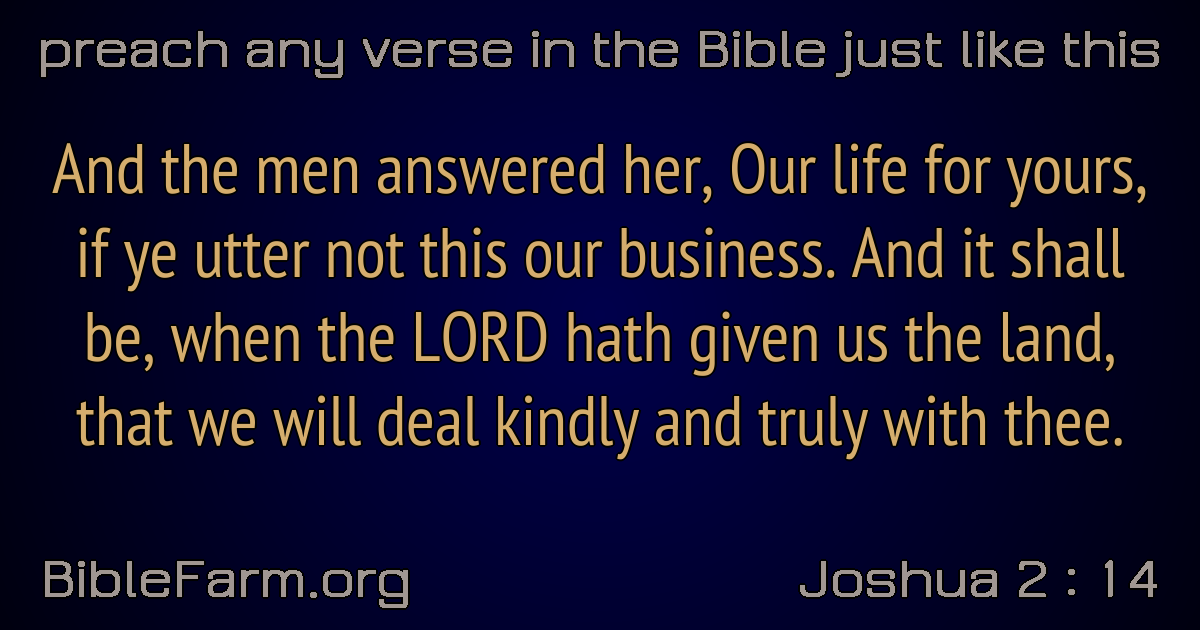 preach any verse in the Bible just like this
And the men answered her, Our life for yours,
if ye utter not this our business. And it shall
be, when the LORD hath given us the land,
that we will deal kindly and truly with thee.
BibleFarm.org
Joshua 2 : 14